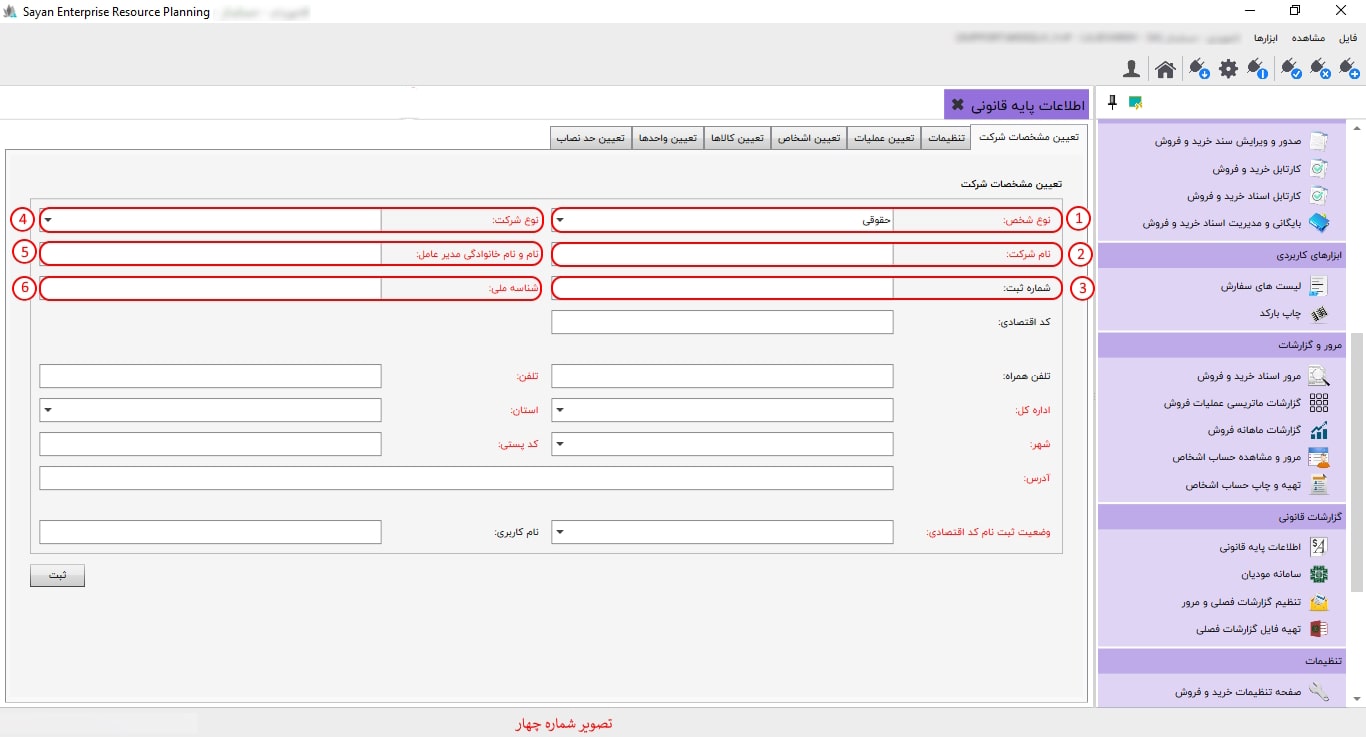 Sayan Enterprise Resource Planning
فایل مشاهده ابزارها
اطلاعات پایه قانونی
تعیین مشخصات شرکت تنظیمات تعیین عملیات تعیین اشخاص تعیین کالاها تعیین واحدها تعیین حد نصاب
تعیین مشخصات شرکت
1 نوع شخص: حقوقی نوع شرکت: 4
2 نام شرکت: نام و نام خانوادگی مدیر عامل: 5
3 شماره ثبت: شناسه ملی: 6
کد اقتصادی:
تلفن همراه: تلفن:
اداره کل: استان:
شهر: کد پستی:
آدرس:
وضعیت ثبت نام کد اقتصادی: نام کاربری:
ثبت
صدور و ویرایش سند خرید و فروش
کارتابل خرید و فروش
کارتابل اسناد خرید و فروش
بایگانی و مدیریت اسناد خرید و فروش
ابزارهای کاربردی
لیست های سفارش
چاپ بارکد
مرور و گزارشات
مرور اسناد خرید و فروش
گزارشات ماتریسی عملیات فروش
گزارشات ماهانه فروش
مرور و مشاهده حساب اشخاص
تهیه و چاپ حساب اشخاص
گزارشات قانونی
اطلاعات پایه قانونی
سامانه مودیان
تنظیم گزارشات فصلی و مرور
تهیه فایل گزارشات فصلی
تنظیمات
صفحه تنظیمات خرید و فروش
تصویر شماره چهار